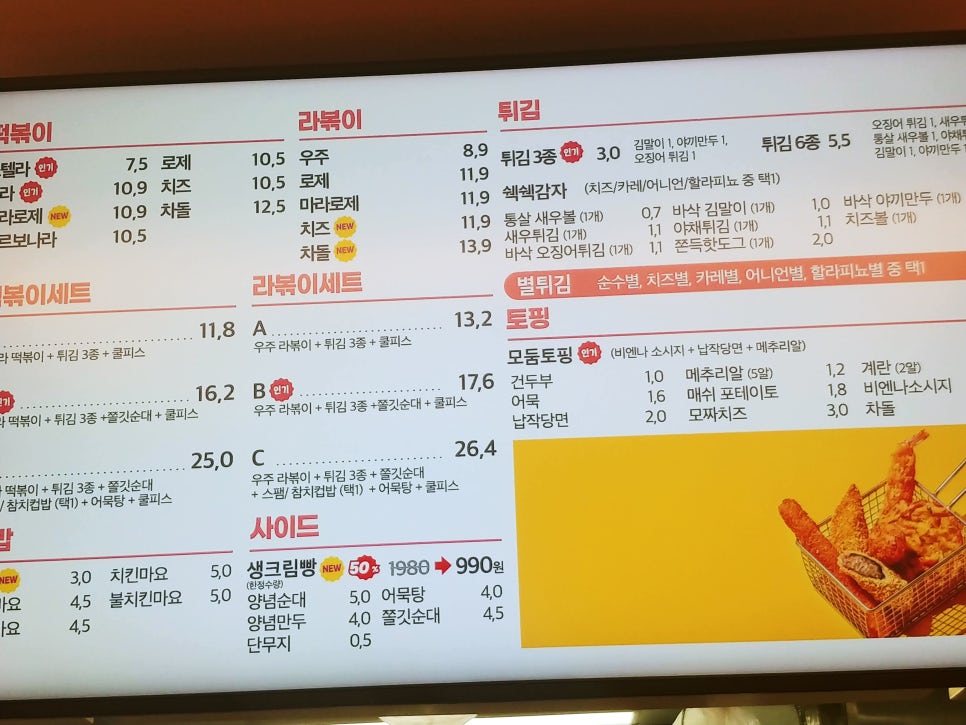 떡볶이
텔라 인기 7,5 로제 10,5
라 인기 10,9 치즈 10,5
라로제 NEW 10,9 차돌 12,5
르보나라 10,5
라볶이
우주 8,9
로제 11,9
마라로제 11,9
치즈 NEW 11,9
차돌 NEW 13,9
튀김
튀김 3종 인기 3,0 김말이 1, 야끼만두 1,
오징어 튀김 1
튀김 6종 5,5 오징어 튀김 1, 새우튀
통살 새우볼 1, 야채튀
김말이 1, 야끼만두
쉑쉑감자 (치즈/카레/어니언/할라피뇨 중 택1)
통살 새우볼 (1개) 0,7 바삭 김말이 (1개) 1,0 바삭 야끼만두 (1개)
새우튀김 (1개) 1,1 야채튀김 (1개) 1,1 치즈볼 (1개)
바삭 오징어튀김 (1개) 1,1 쫀득핫도그 (1개) 2,0
별튀김 순수별, 치즈별, 카레별, 어니언별, 할라피뇨별 중 택1
볶이세트
11,8
라 떡볶이 + 튀김 3종 + 쿨피스
인기 16,2
라 떡볶이 + 튀김 3종 +쫄깃순대 + 쿨피스
25,0
떡볶이 + 튀김 3종 + 쫄깃순대
/ 참치컵밥 (택1) + 어묵탕 + 쿨피스
라볶이세트
A 13,2
우주 라볶이 + 튀김 3종 + 쿨피스
B 인기 17,6
우주 라볶이 + 튀김 3종 +쫄깃순대 + 쿨피스
C 26,4
우주 라볶이 + 튀김 3종 + 쫄깃순대
+ 스팸/ 참치컵밥 (택1) + 어묵탕 + 쿨피스
토핑
모둠토핑 인기 (비엔나 소시지 + 납작당면 + 메추리알)
건두부 1,0 메추리알 (5알) 1,2 계란 (2알)
어묵 1,6 매쉬 포테이토 1,8 비엔나소시지
납작당면 2,0 모짜치즈 3,0 차돌
밥
NEW 3,0 치킨마요 5,0
마요 4,5 불치킨마요 5,0
마요 4,5
사이드
생크림빵 NEW 50% 1980 → 990원
(한정수량)
양념순대 5,0 어묵탕 4,0
양념만두 4,0 쫄깃순대 4,5
단무지 0,5